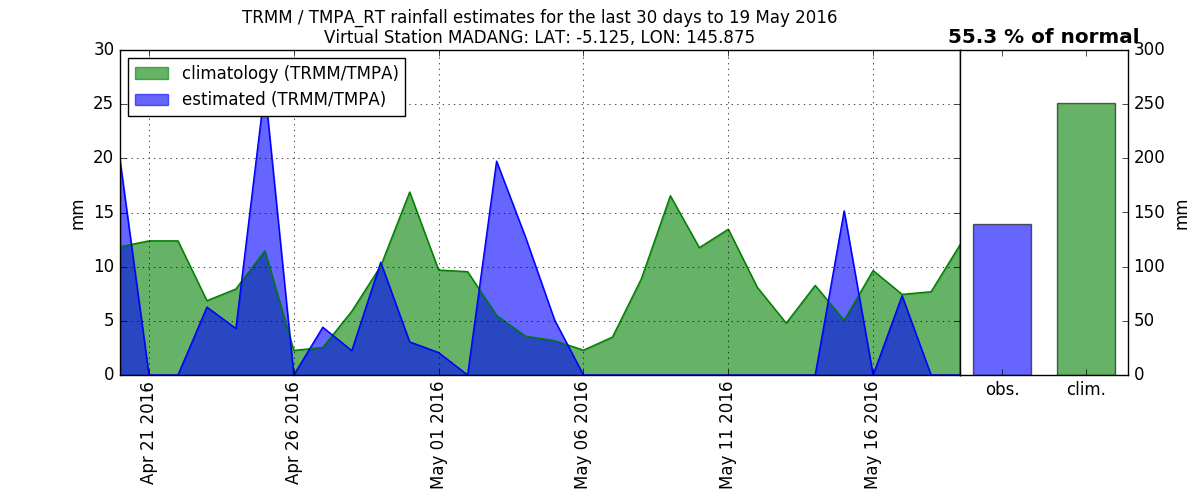 TRMM / TMPA_RT rainfall estimates for the last 30 days to 19 May 2016
Virtual Station MADANG: LAT: -5.125, LON: 145.875
55.3 % of normal
climatology (TRMM/TMPA)
estimated (TRMM/TMPA)
30
25
20
15
10
5
0
mm
Apr 21 2016
Apr 26 2016
May 01 2016
May 06 2016
May 11 2016
May 16 2016
obs.
clim.
300
250
200
150
100
50
0
mm